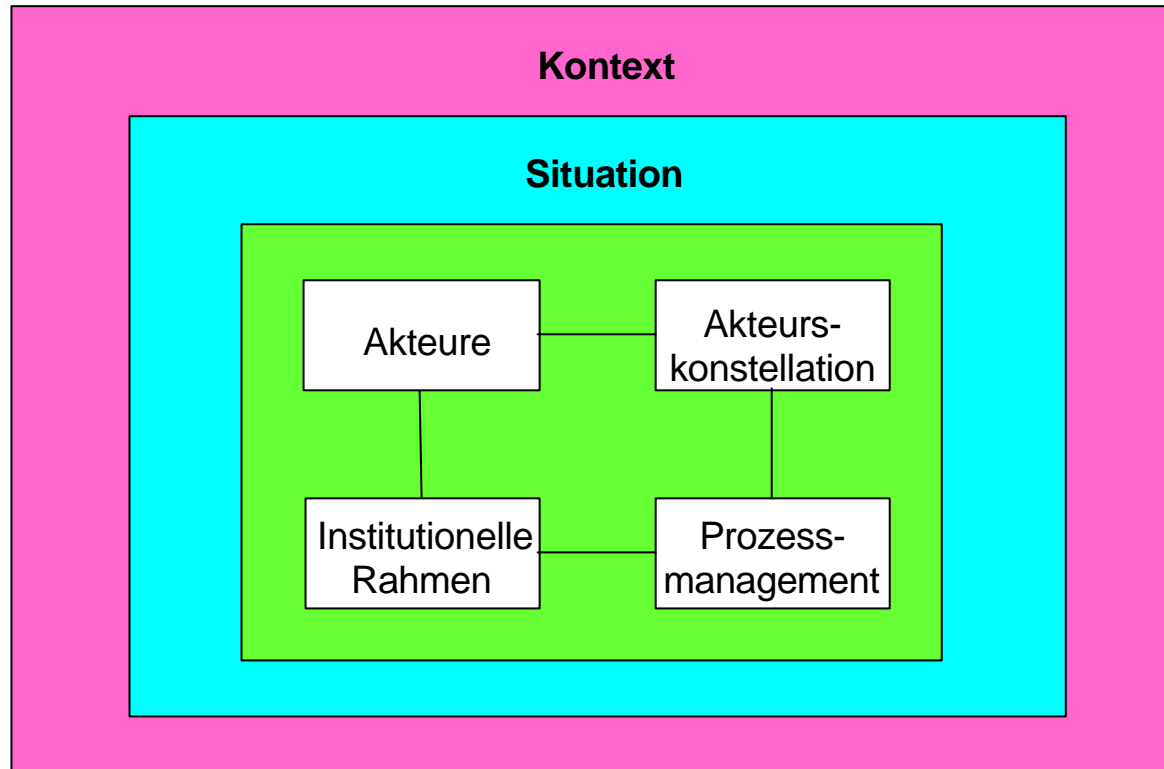 Kontext
Situation
Akteure
Akteurs-
konstellation
Institutionelle
Rahmen
Prozess-
management